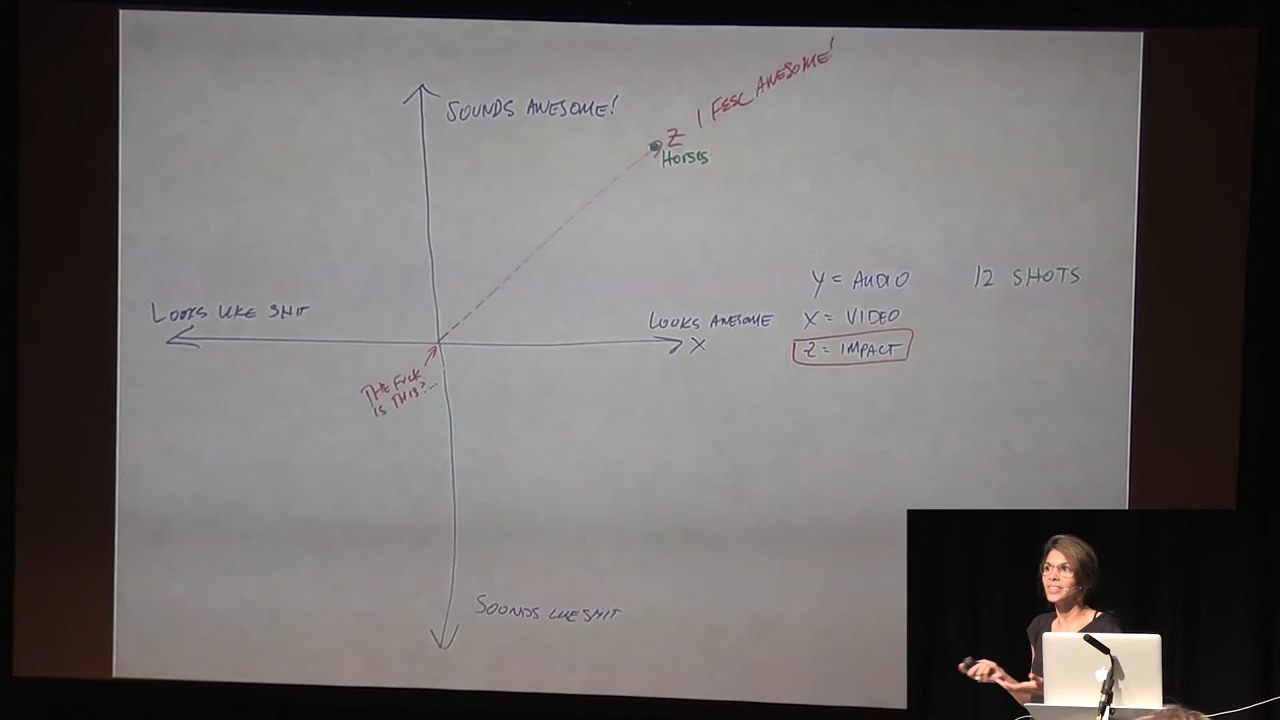 SOUNDS AWESOME!
I FEEL AWESOME!
Z
Horses
Y = AUDIO
12 SHOTS
LOOKS LIKE SHIT
LOOKS AWESOME
X
X = VIDEO
Z = IMPACT
THE FUCK
IS THIS?...
SOUNDS LIKE SHIT